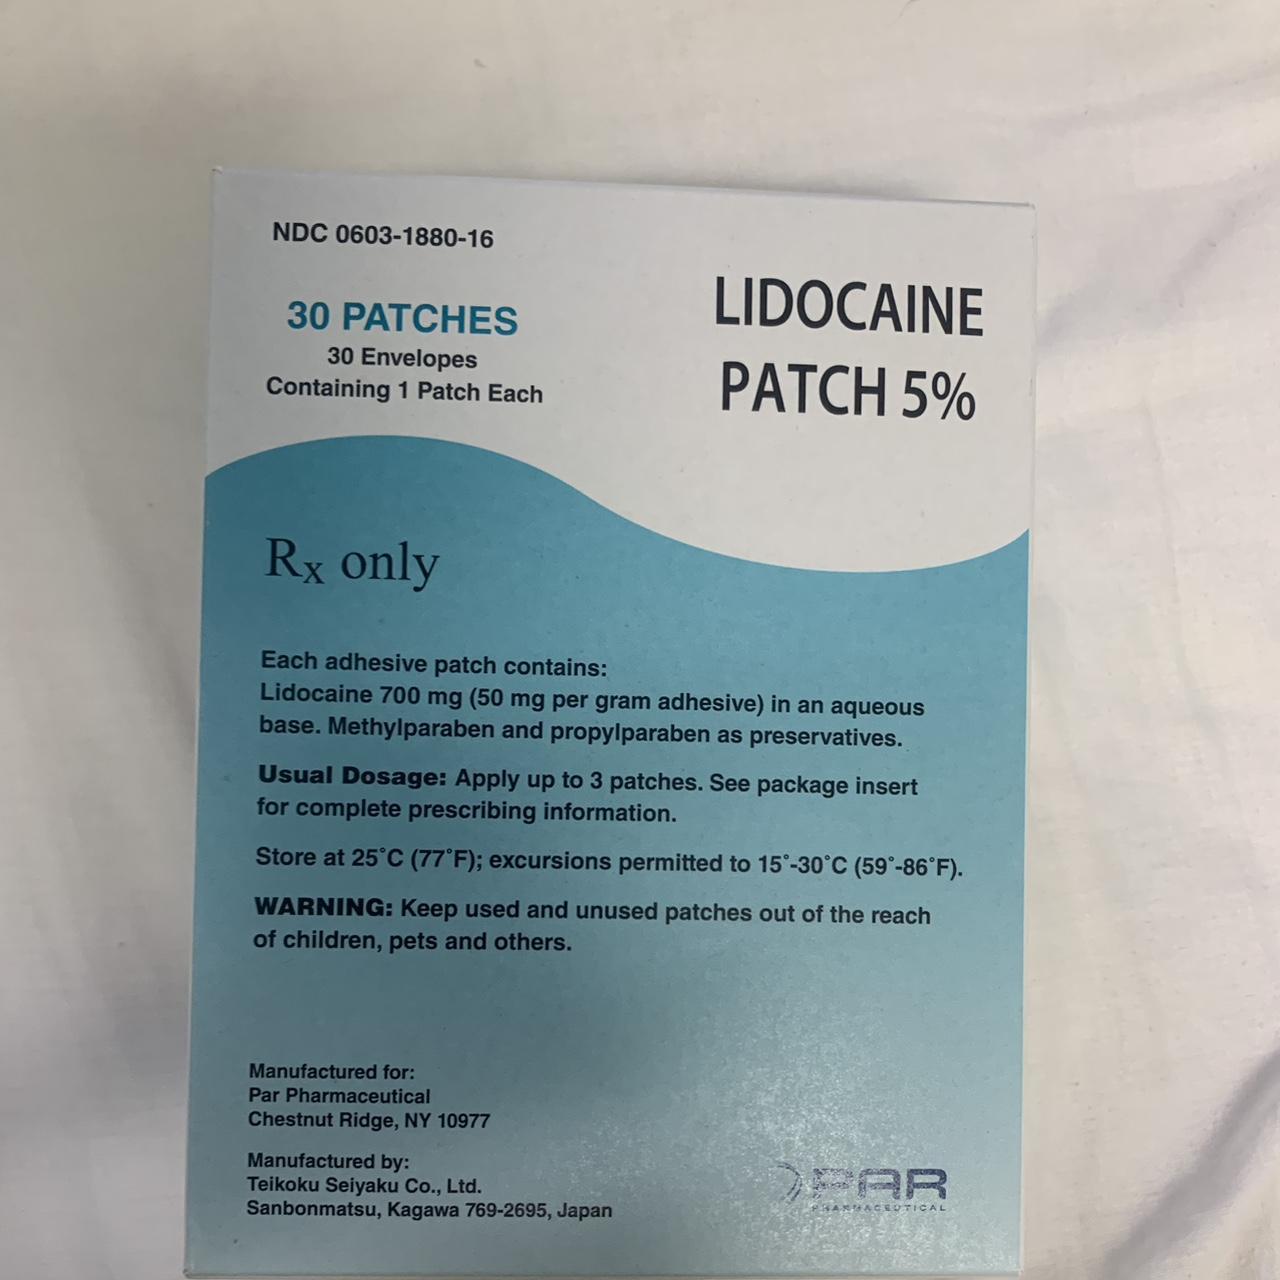 NDC 0603-1880-16
30 PATCHES
30 Envelopes
Containing 1 Patch Each
LIDOCAINE
PATCH 5%
Rx only
Each adhesive patch contains:
Lidocaine 700 mg (50 mg per gram adhesive) in an aqueous
base. Methylparaben and propylparaben as preservatives.
Usual Dosage: Apply up to 3 patches. See package insert
for complete prescribing information.
Store at 25˚C (77˚F); excursions permitted to 15˚-30˚C (59˚-86˚F).
WARNING: Keep used and unused patches out of the reach
of children, pets and others.
Manufactured for:
Par Pharmaceutical
Chestnut Ridge, NY 10977
Manufactured by:
Teikoku Seiyaku Co., Ltd.
Sanbonmatsu, Kagawa 769-2695, Japan
PAR
PHARMACEUTICAL